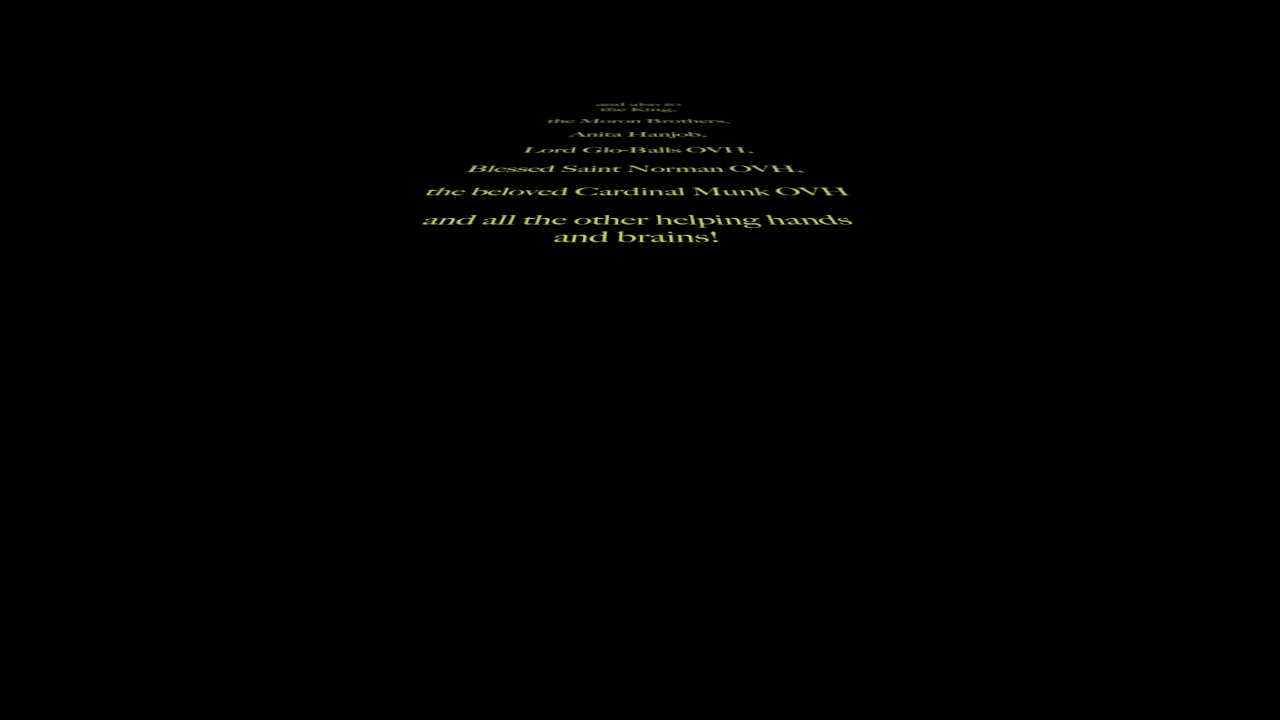 and also to
the King,
the Moron Brothers,
Anita Hanjob,
Lord Glo-Balls OVH,
Blessed Saint Norman OVH,
the beloved Cardinal Munk OVH
and all the other helping hands
and brains!